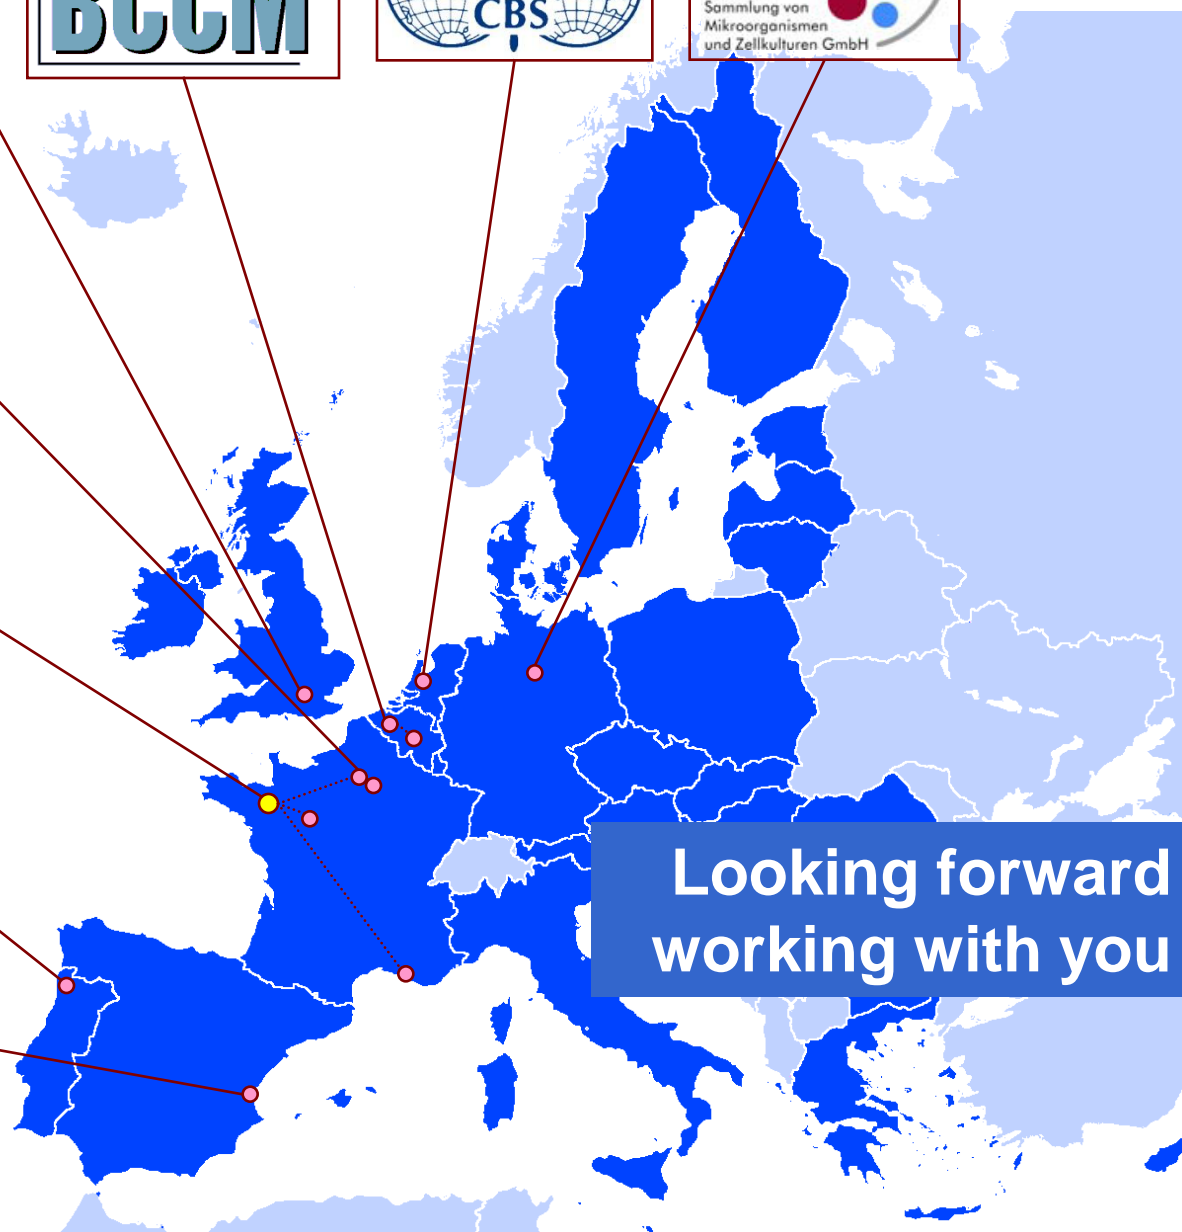 BCCM
CBS
Sammlung von
Mikroorganismen
und Zellkulturen GmbH
Looking forward
working with you